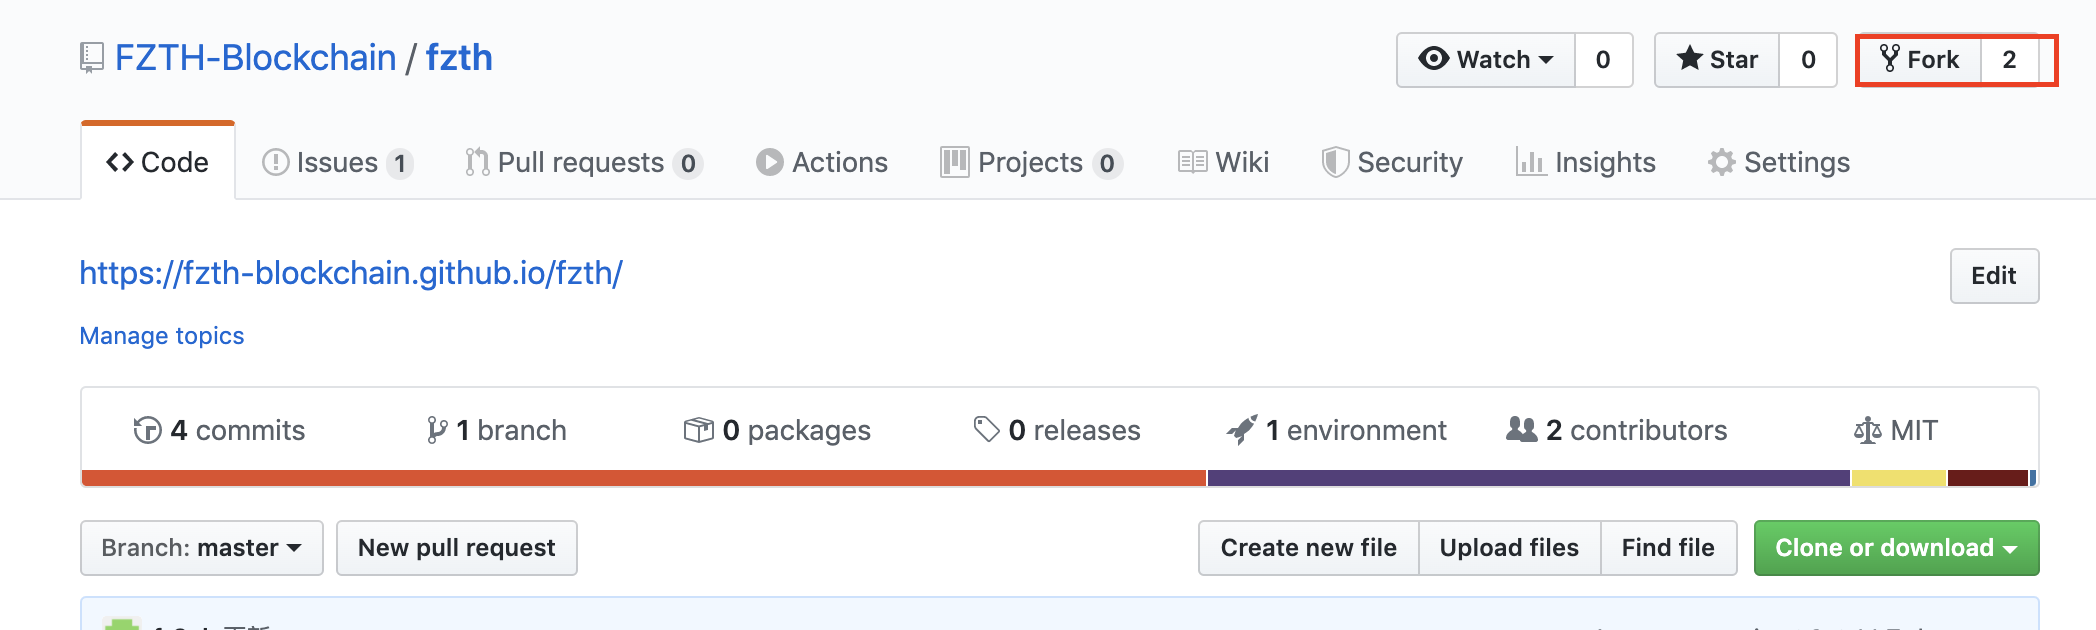 FZTH-Blockchain / fzth
Watch 0 Star 0 Fork 2
Code Issues 1 Pull requests 0 Actions Projects 0 Wiki Security Insights Settings
https://fzth-blockchain.github.io/fzth/
Edit
Manage topics
4 commits 1 branch 0 packages 0 releases 1 environment 2 contributors MIT
Branch: master New pull request Create new file Upload files Find file Clone or download